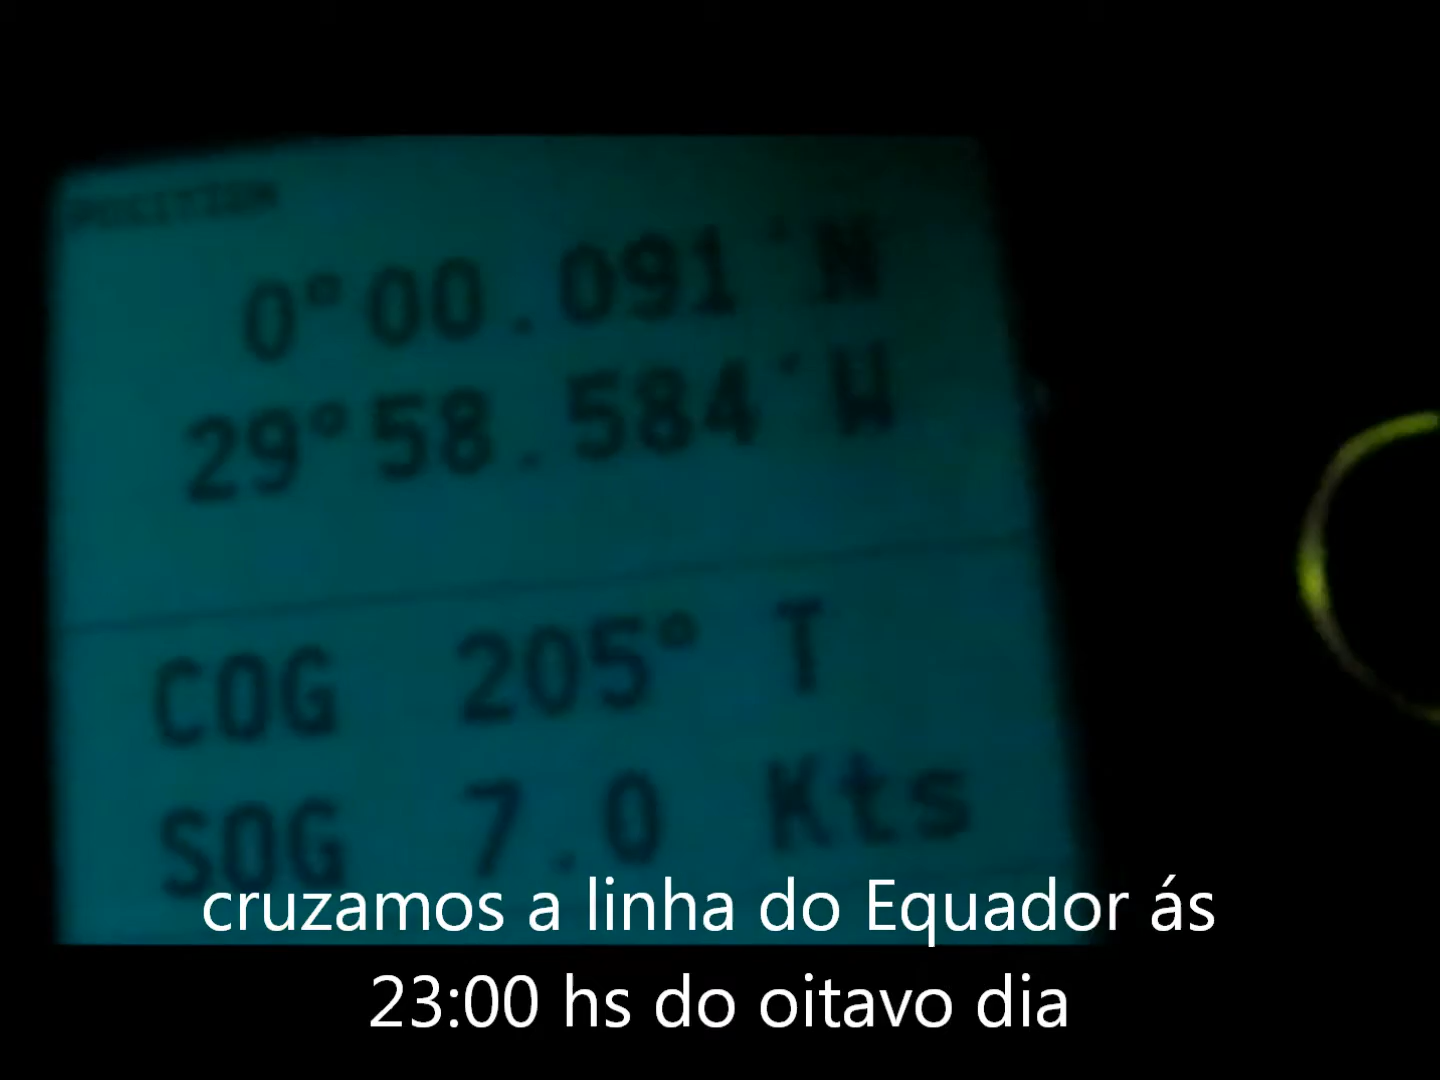 POSITION
0°00.091'N
29°58.584'W
COG 205° T
SOG 7.0 Kts
cruzamos a linha do Equador ás
23:00 hs do oitavo dia